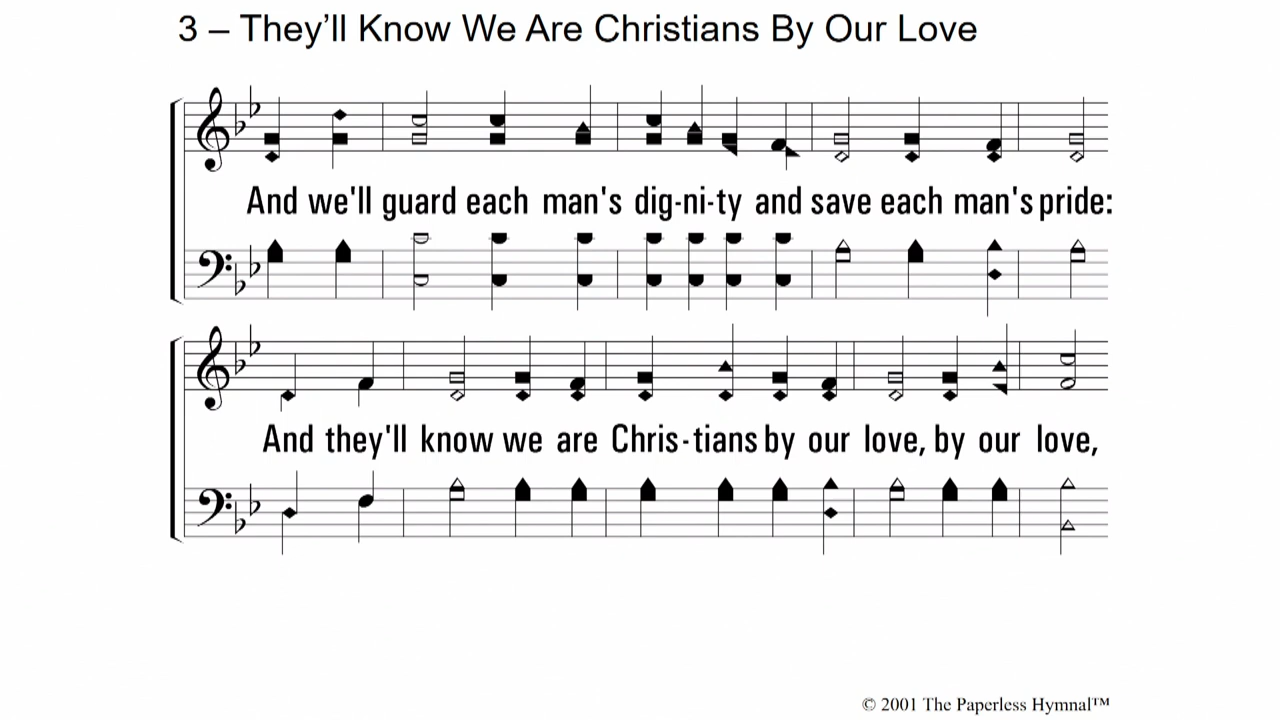 3 – They’ll Know We Are Christians By Our Love
And we'll guard each man's dig-ni-ty and save each man's pride:
And they'll know we are Chris-tians by our love, by our love,
© 2001 The Paperless Hymnal™